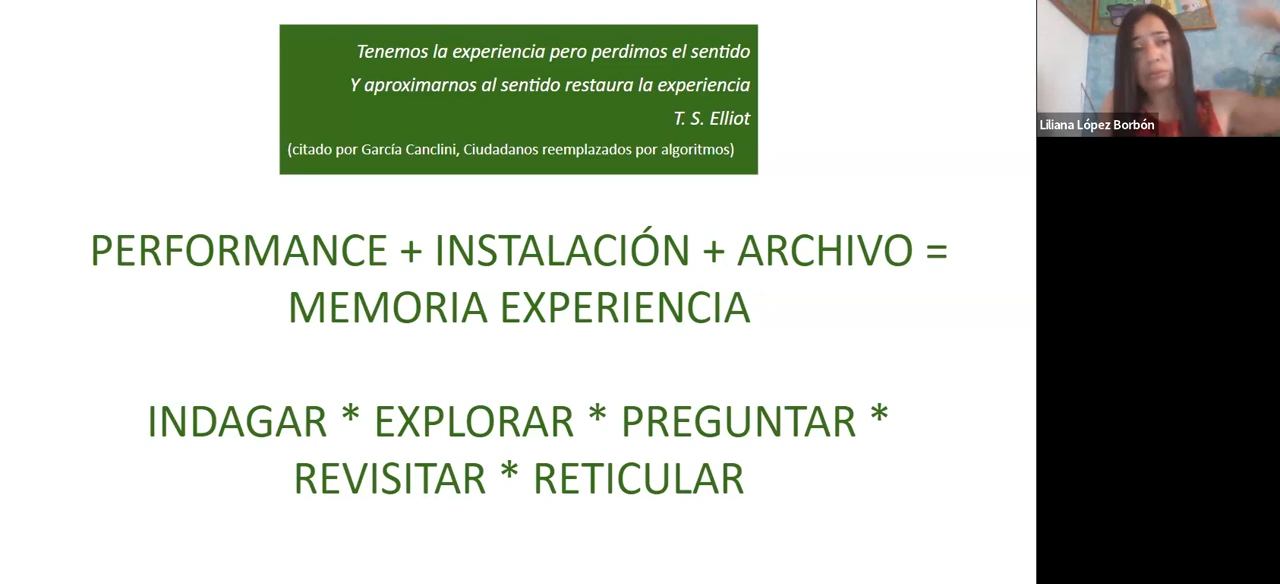 Tenemos la experiencia pero perdimos el sentido
Y aproximarnos al sentido restaura la experiencia
T. S. Elliot
(citado por García Canclini, Ciudadanos reemplazados por algoritmos)
PERFORMANCE + INSTALACIÓN + ARCHIVO =
MEMORIA EXPERIENCIA
INDAGAR * EXPLORAR * PREGUNTAR *
REVISITAR * RETICULAR
Liliana López Borbón